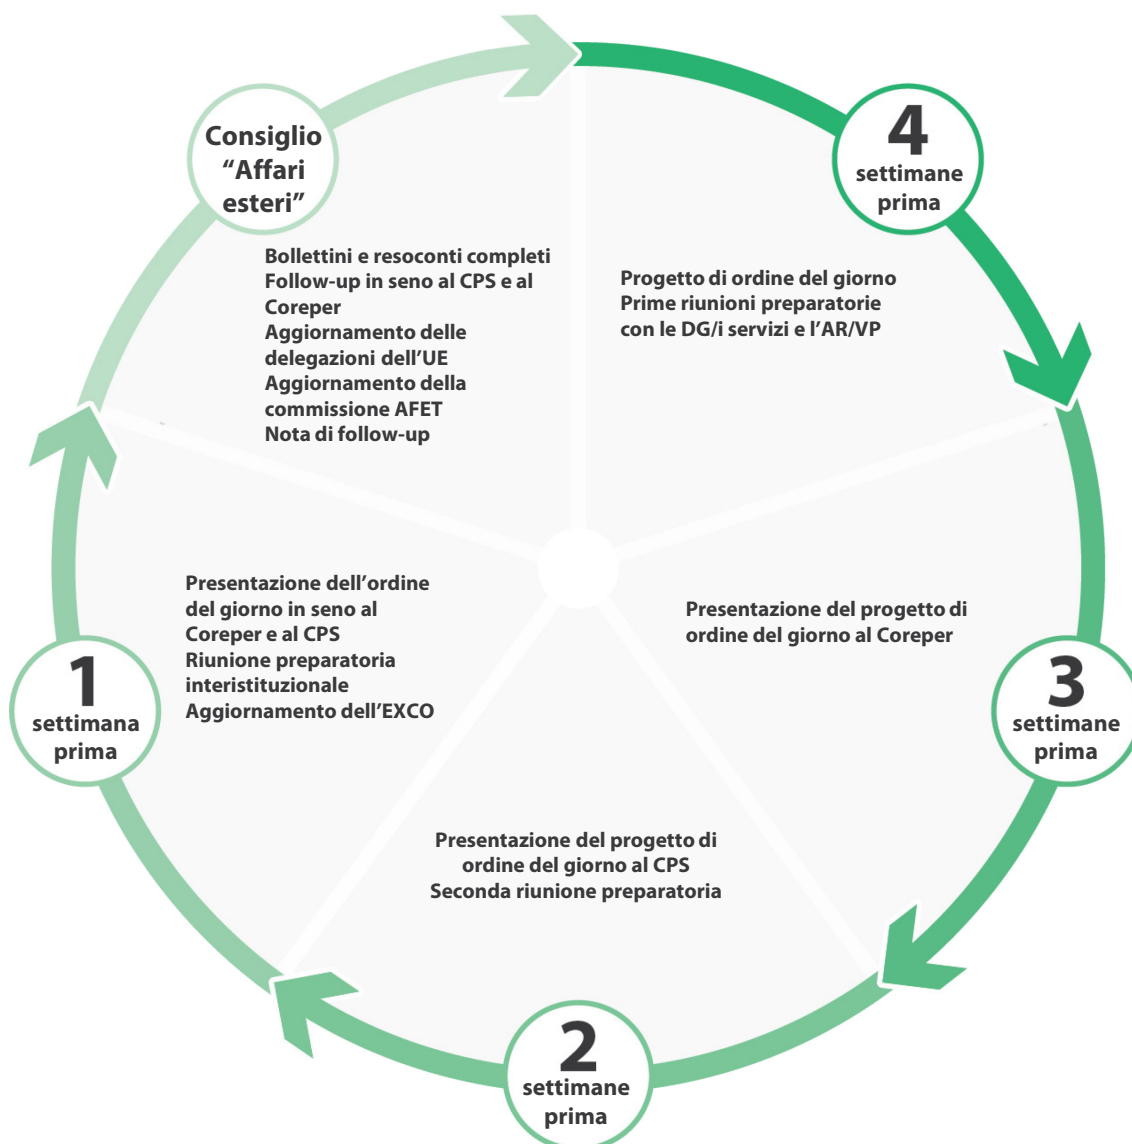 4
settimane
prima
Progetto di ordine del giorno
Prime riunioni preparatorie
con le DG/i servizi e l’AR/VP
3
settimane
prima
Presentazione del progetto di
ordine del giorno al Coreper
2
settimane
prima
Presentazione del progetto di
ordine del giorno al CPS
Seconda riunione preparatoria
1
settimana
prima
Presentazione dell’ordine
del giorno in seno al
Coreper e al CPS
Riunione preparatoria
interistituzionale
Aggiornamento dell’EXCO
Consiglio
“Affari
esteri”
Bollettini e resoconti completi
Follow-up in seno al CPS e al
Coreper
Aggiornamento delle
delegazioni dell’UE
Aggiornamento della
commissione AFET
Nota di follow-up